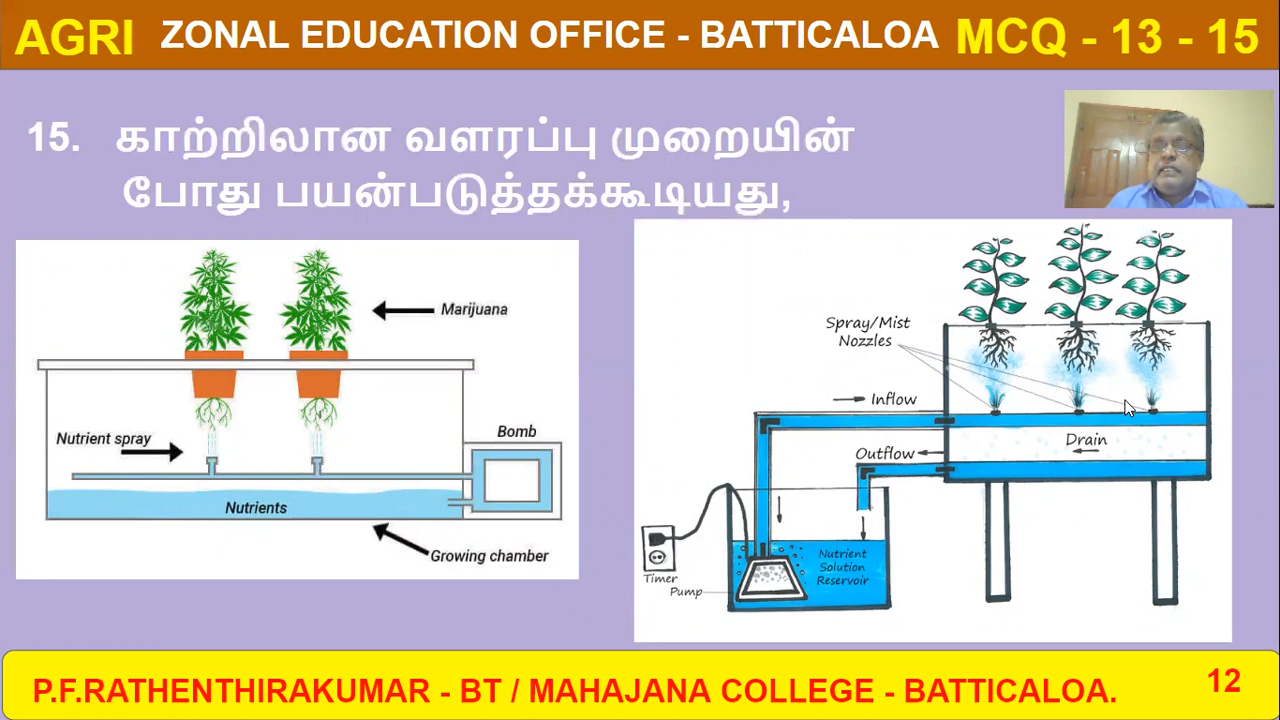 AGRI ZONAL EDUCATION OFFICE - BATTICALOA MCQ - 13 - 15
15. காற்றிலான வளரப்பு முறையின்
போது பயன்படுத்தக்கூடியது,
Marijuana
Nutrient spray
Bomb
Nutrients
Growing chamber
Spray/Mist
Nozzles
Inflow
Drain
Outflow
Nutrient
Solution
Reservoir
Timer
Pump
P.F.RATHENTHIRAKUMAR - BT / MAHAJANA COLLEGE - BATTICALOA.
12